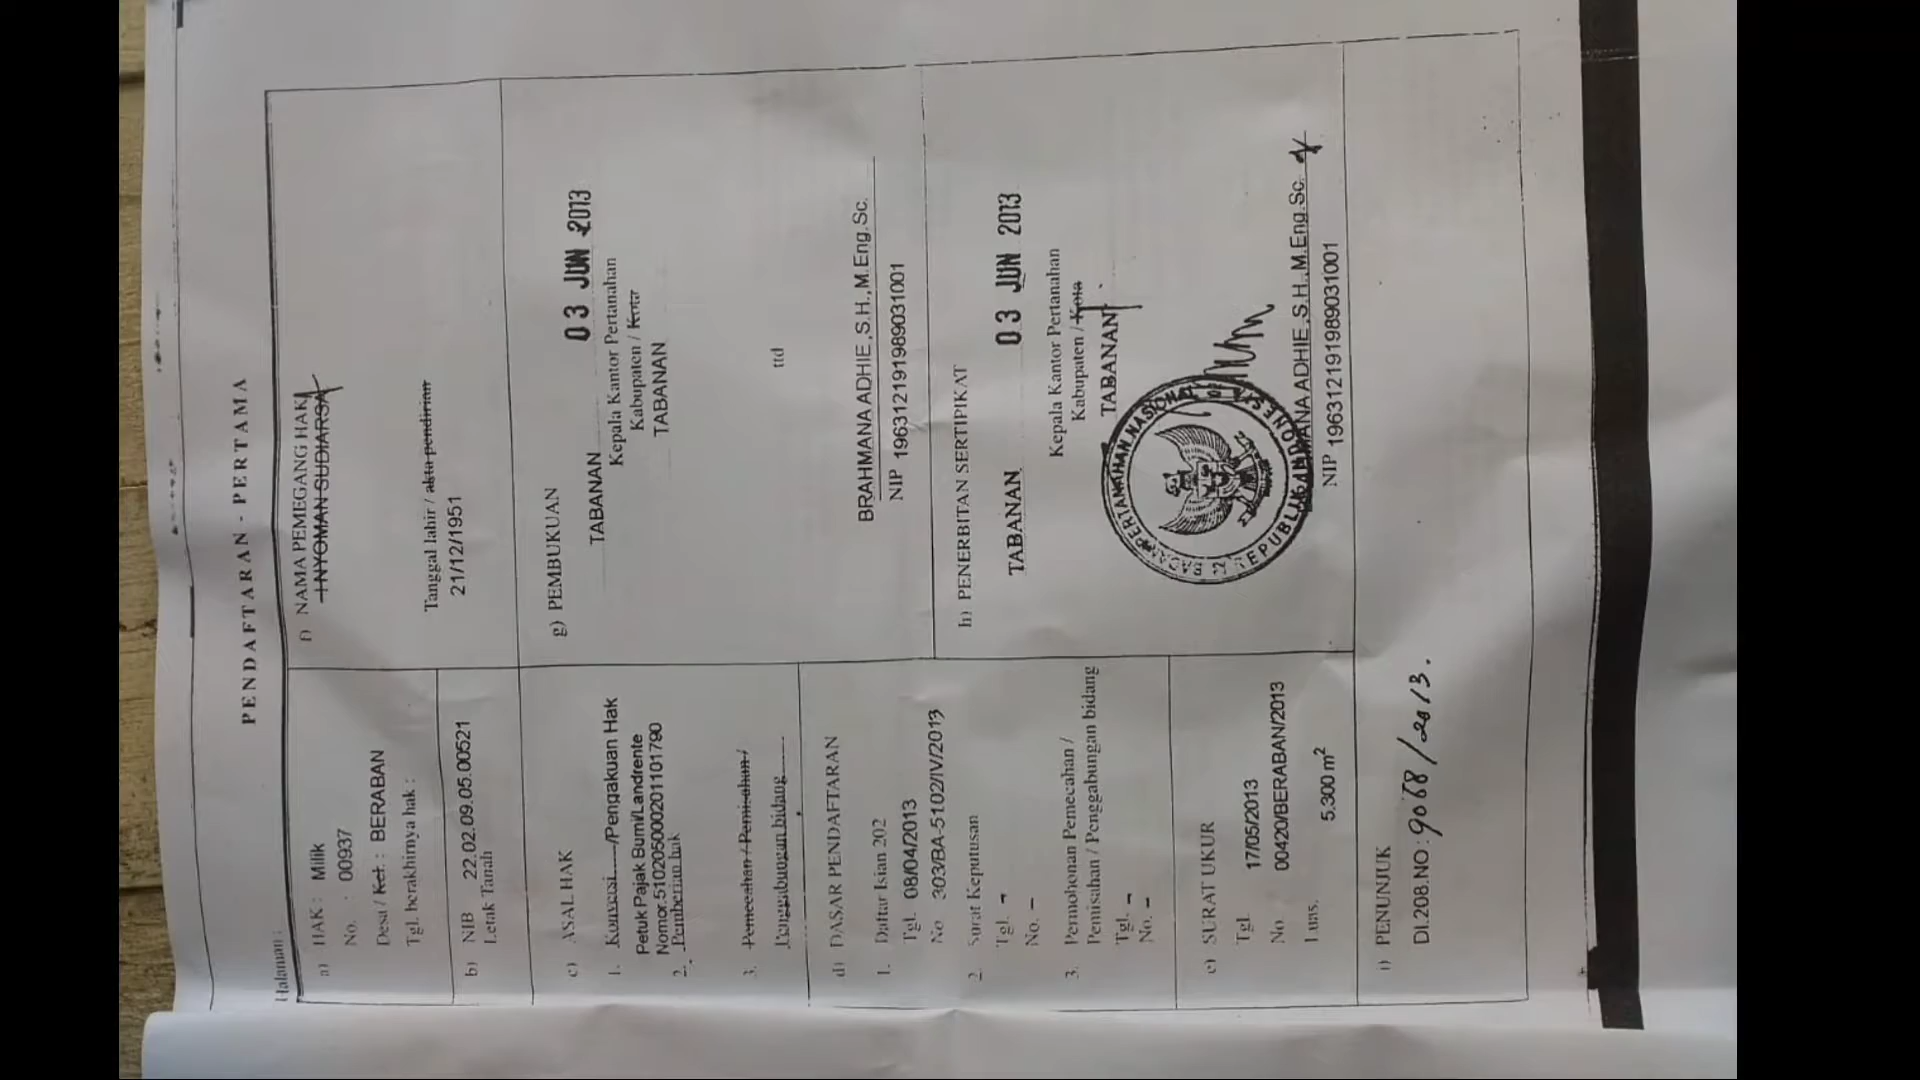 PENDAFTARAN - PERTAMA
Halaman :
a) HAK : Milik
No. : 00937
Desa / Kel. : BERABAN
Tgl. berakhirnya hak :
b) NIB 22.02.09.05.00521
Letak Tanah
c) ASAL HAK
1. Konversi......./Pengakuan Hak
Petuk Pajak Bumi/Landrente
Nomor.510205000201101790
2. Pemberian hak
3. Pemecahan / Pemisahan /
Penggabungan bidang
d) DASAR PENDAFTARAN
1. Daftar Isian 202
Tgl. 08/04/2013
No 303/BA-5102/IV/2013
2. Surat Keputusan
Tgl. -
No. -
3. Permohonan Pemecahan /
Pemisahan / Penggabungan bidang
Tgl. -
No. -
e) SURAT UKUR
Tgl 17/05/2013
No 00420/BERABAN/2013
Luas. 5.300 m²
f) NAMA PEMEGANG HAK
I NYOMAN SUDIARSA
Tanggal lahir / akta pendirian
21/12/1951
g) PEMBUKUAN
TABANAN 03 JUN 2013
Kepala Kantor Pertanahan
Kabupaten / Kota
TABANAN
ttd
BRAHMANA ADHIE,S.H.,M.Eng.Sc.
NIP 196312191989031001
h) PENERBITAN SERTIPIKAT
TABANAN 03 JUN 2013
Kepala Kantor Pertanahan
Kabupaten / Kota
TABANAN
BADAN PERTANAHAN NASIONAL
REPUBLIK INDONESIA
BRAHMANA ADHIE,S.H.,M.Eng.Sc.
NIP 196312191989031001
i) PENUNJUK
DI.208.NO: 9068/2013.